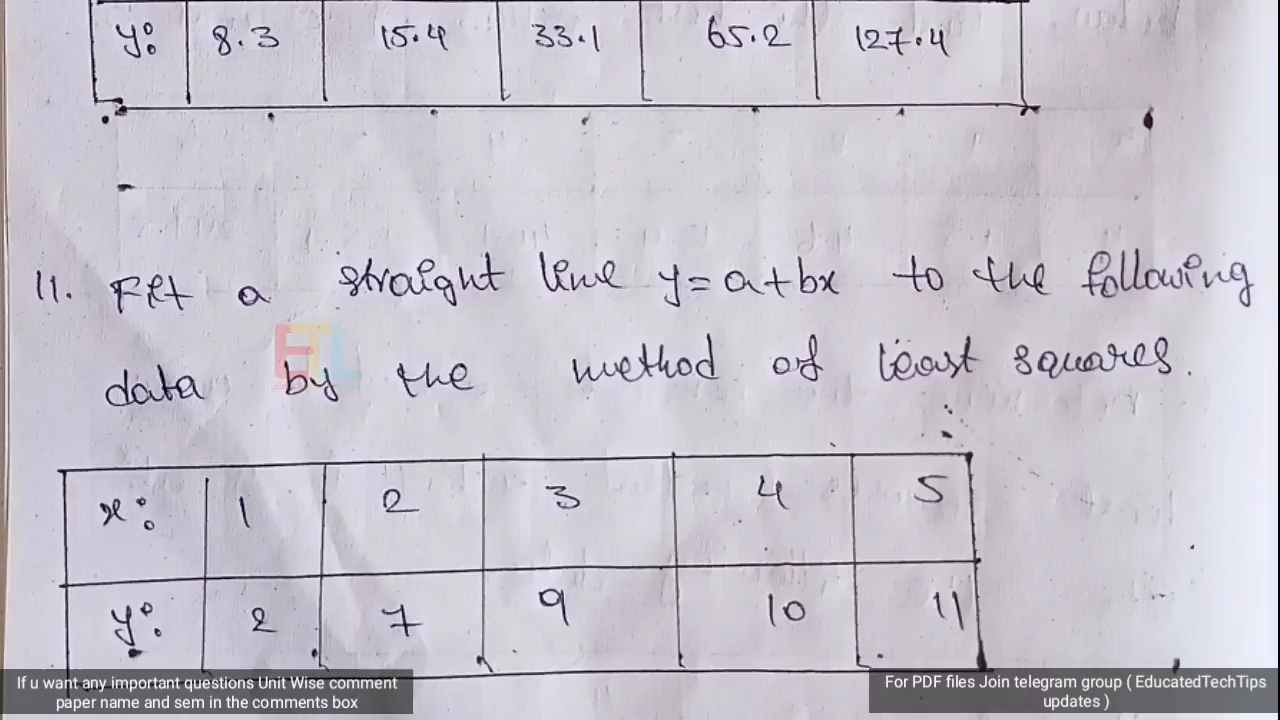 y: 8.3 15.4 33.1 65.2 127.4
11. Fit a straight line y=a+bx to the following
data by the method of least squares.
x: 1 2 3 4 5
y: 2 7 9 10 11
ETL
If u want any important questions Unit Wise comment
paper name and sem in the comments box
For PDF files Join telegram group ( EducatedTechTips
updates )